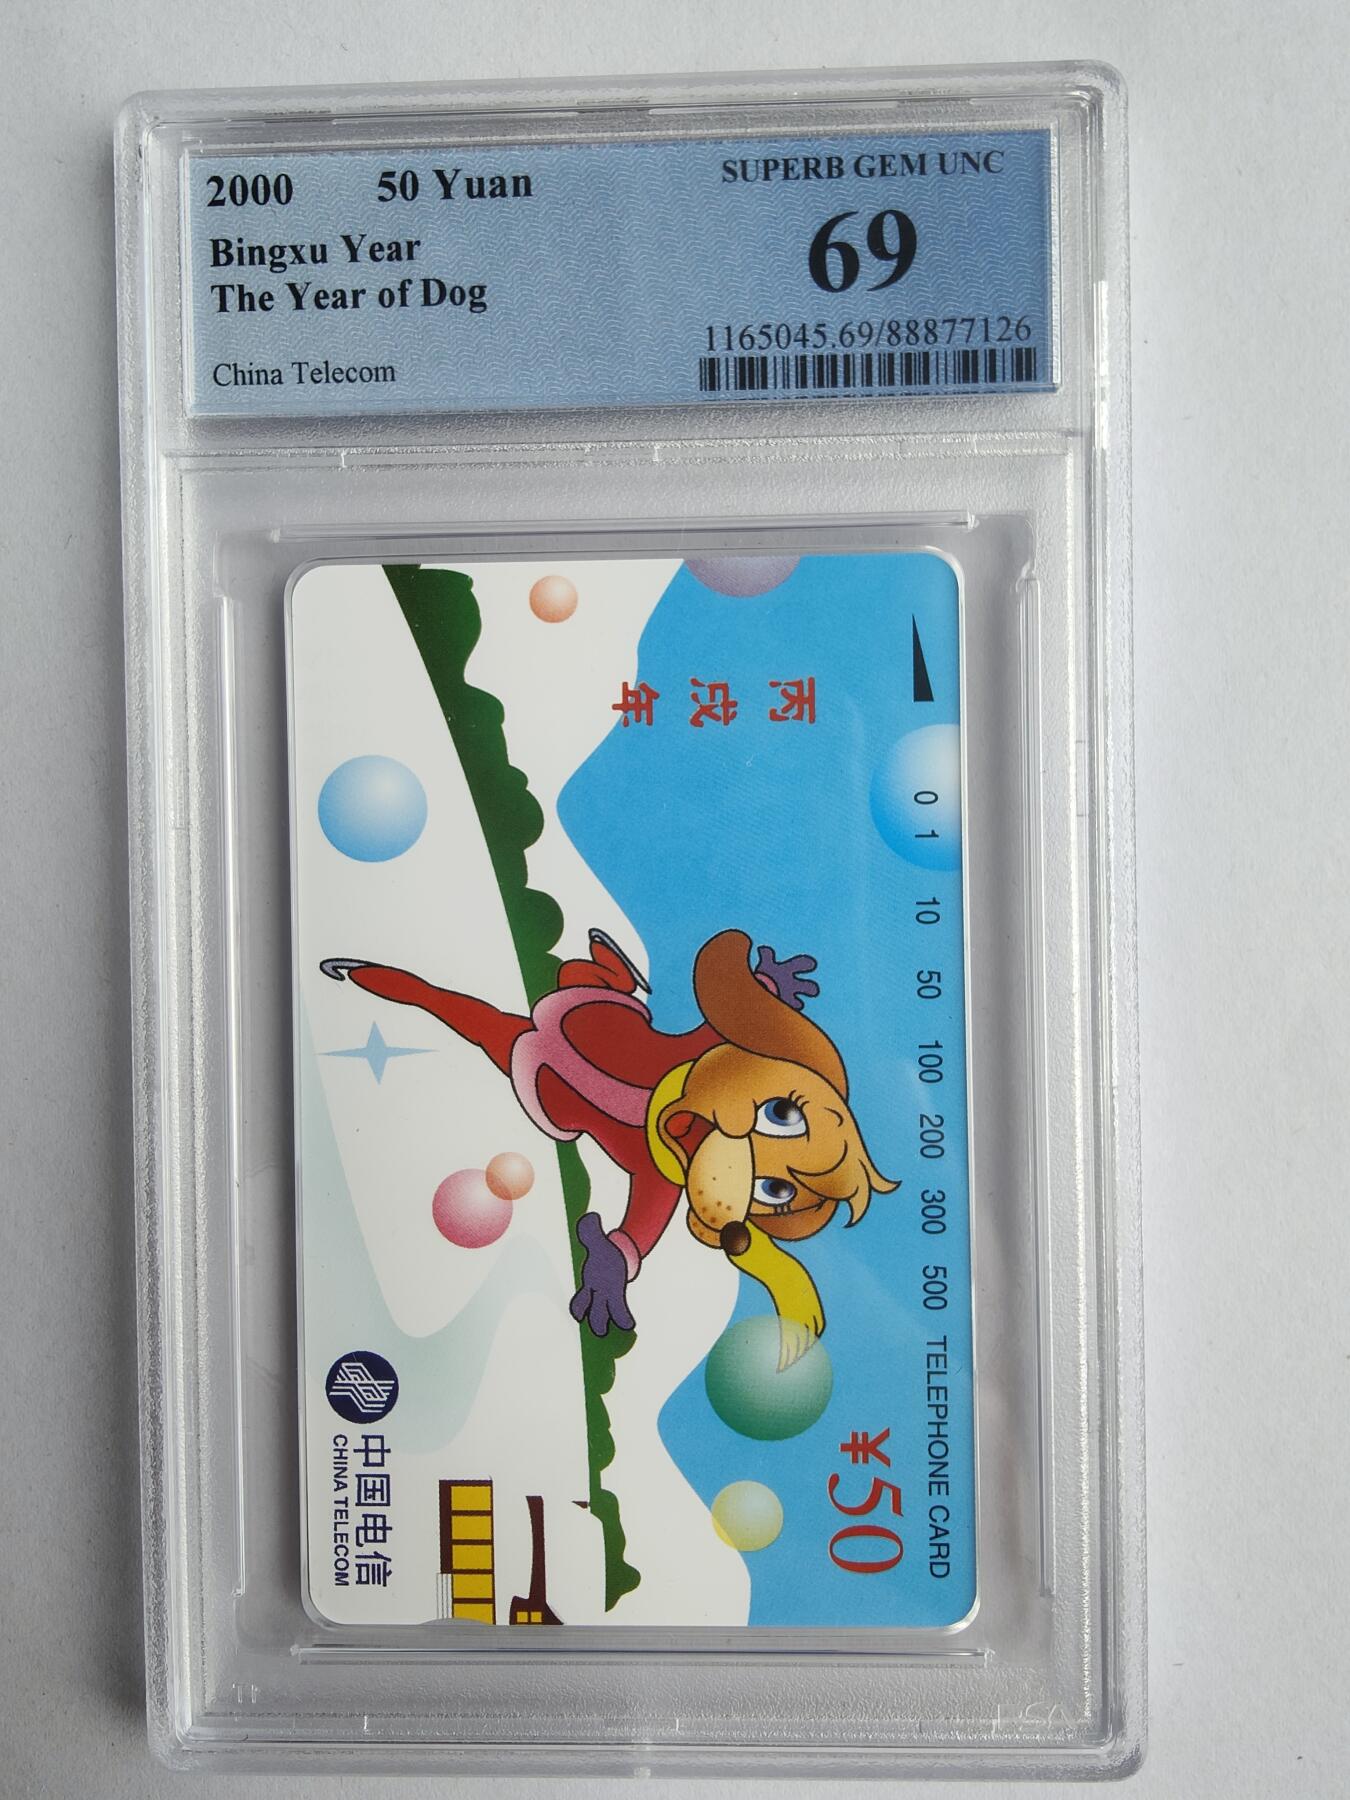 2000 50 Yuan
Bingxu Year
The Year of Dog
China Telecom
SUPERB GEM UNC
69
1165045.69/88877126
0 1 10 50 100 200 300 500 TELEPHONE CARD
丙戌年
¥50
中国电信
CHINA TELECOM